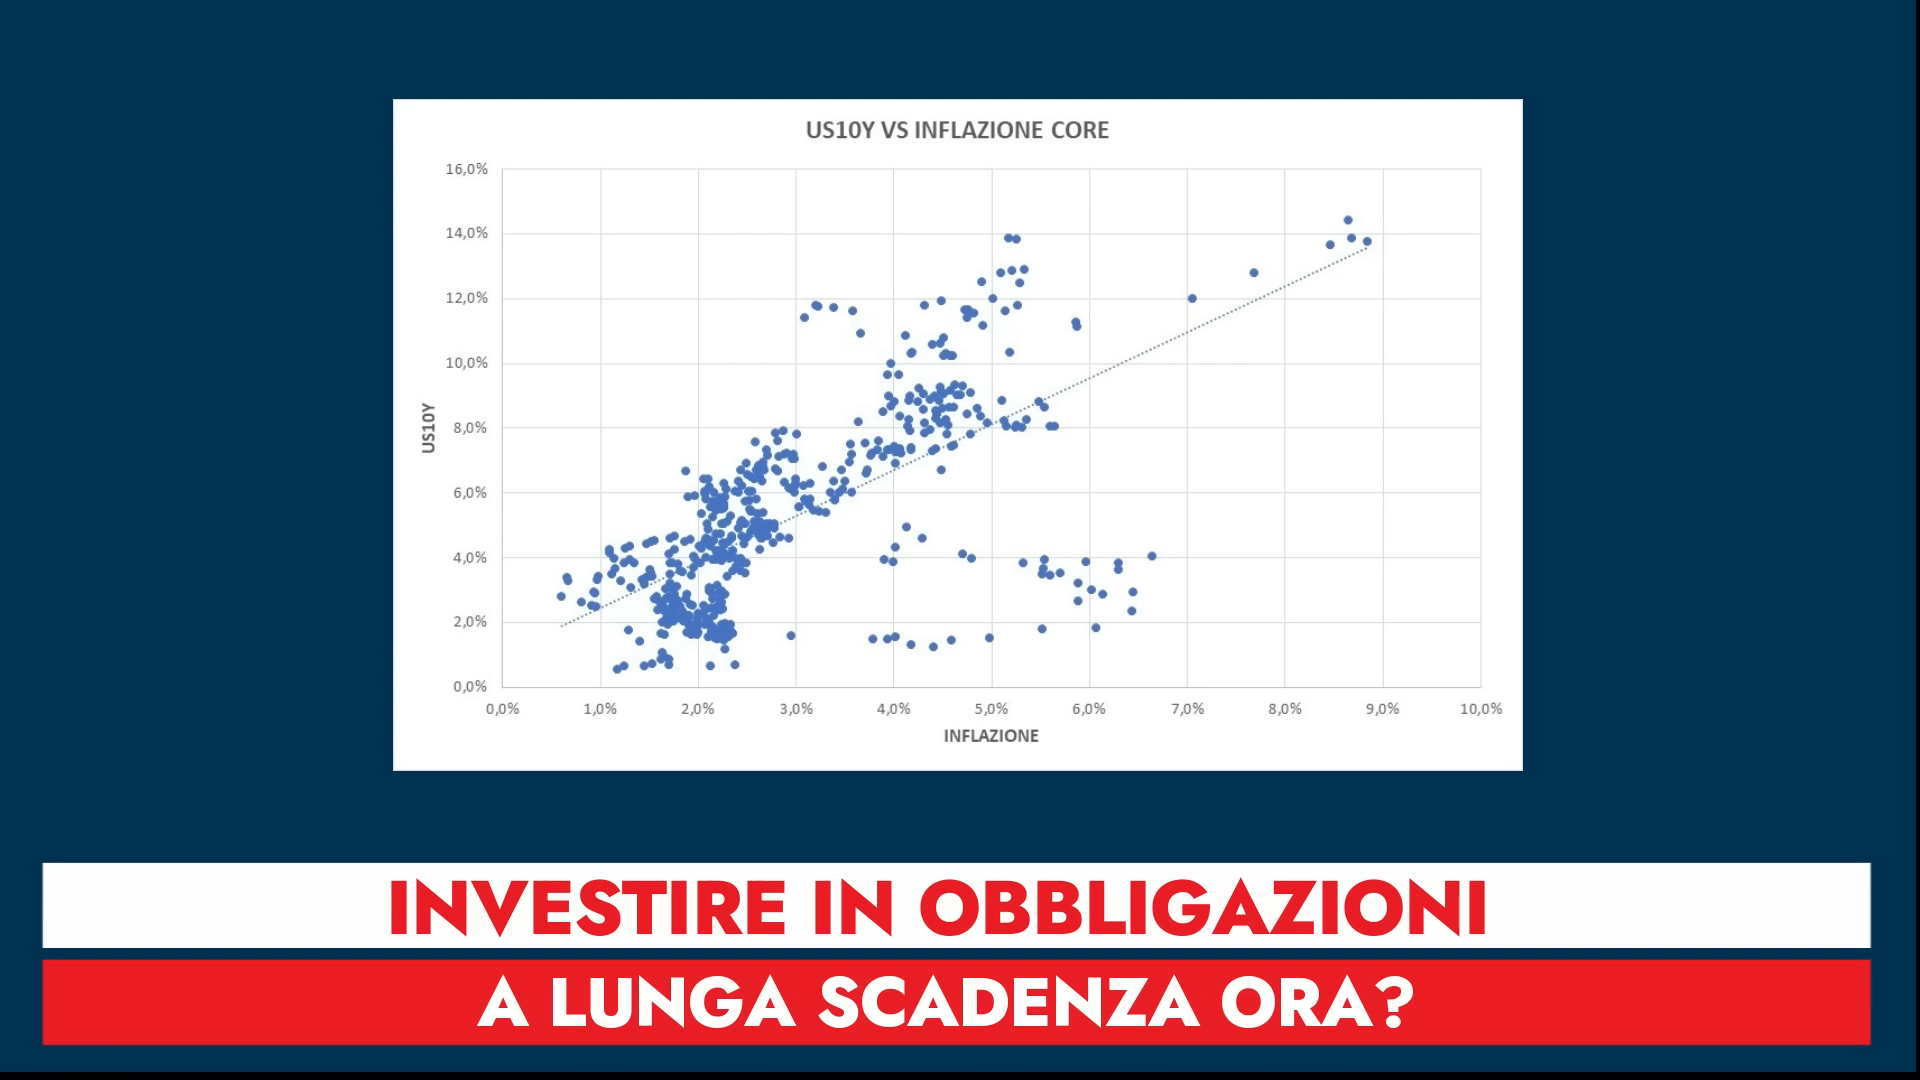 US10Y VS INFLAZIONE CORE
16,0%
14,0%
12,0%
10,0%
8,0%
6,0%
4,0%
2,0%
0,0%
US10Y
0,0% 1,0% 2,0% 3,0% 4,0% 5,0% 6,0% 7,0% 8,0% 9,0% 10,0%
INFLAZIONE
INVESTIRE IN OBBLIGAZIONI
A LUNGA SCADENZA ORA?